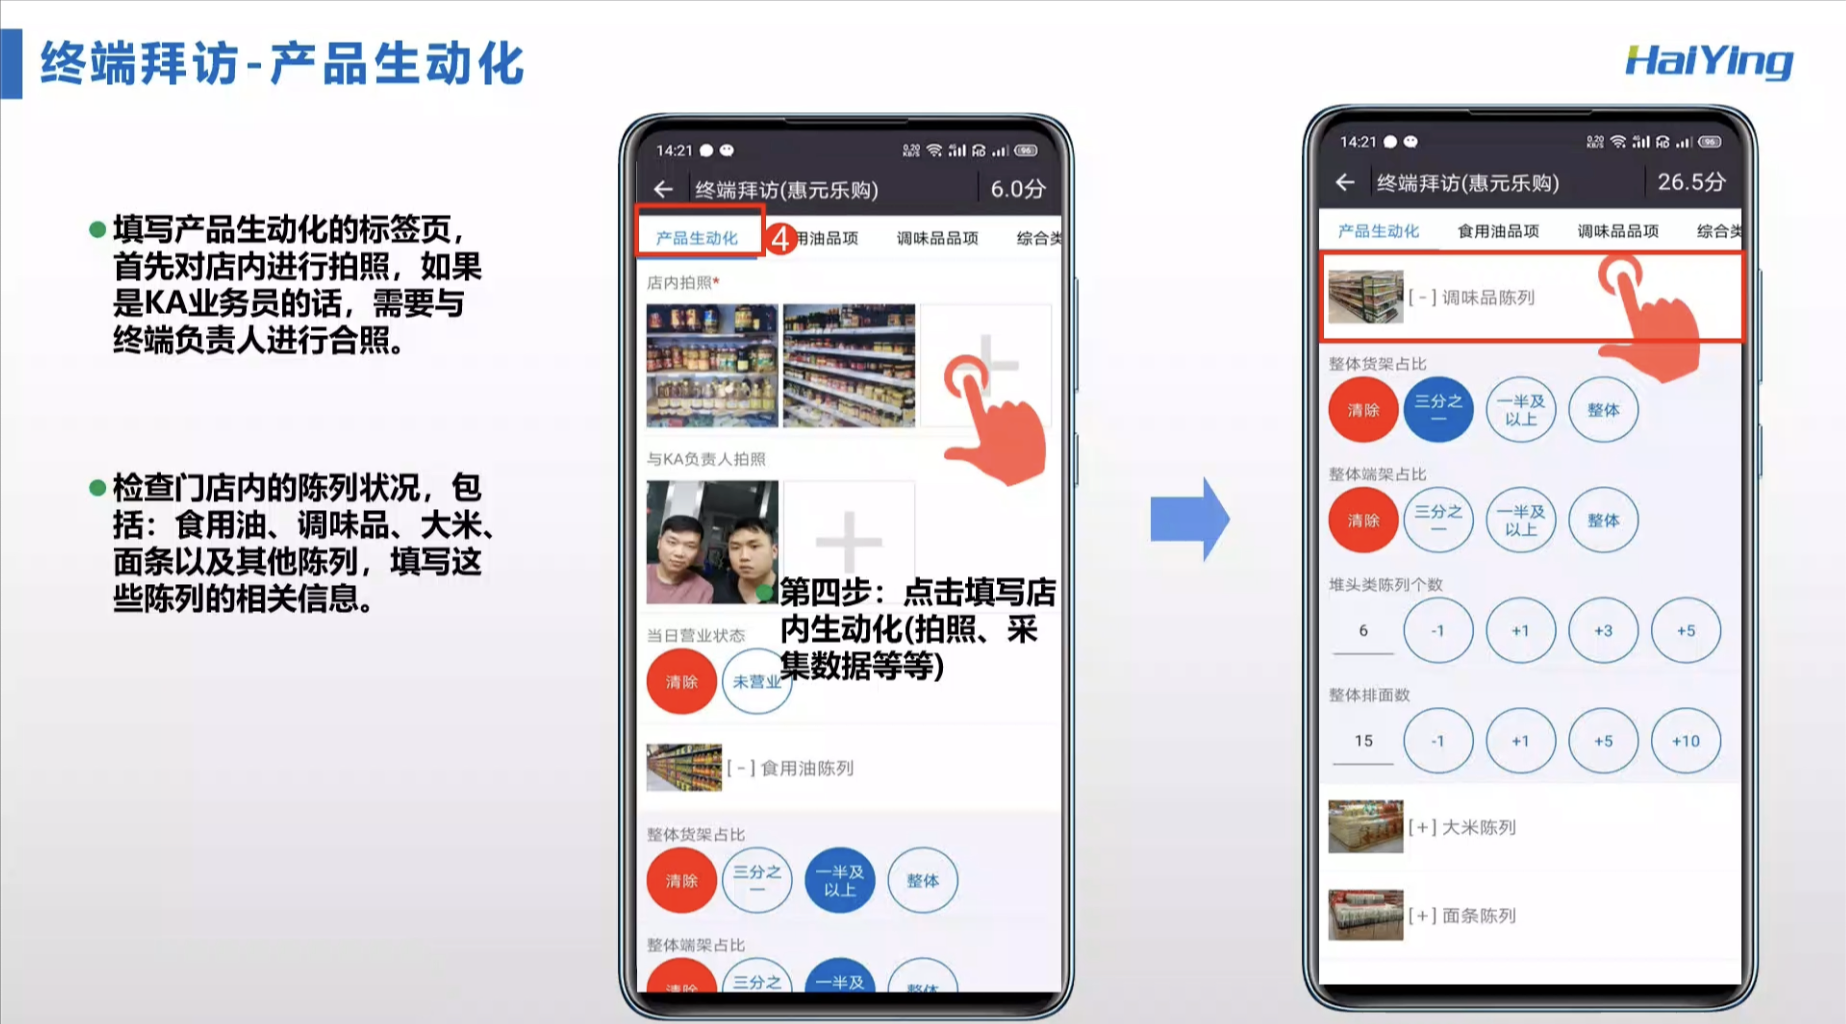 终端拜访-产品生动化
HaiYing
填写产品生动化的标签页，
首先对店内进行拍照，如果
是KA业务员的话，需要与
终端负责人进行合照。
检查门店内的陈列状况，包
括：食用油、调味品、大米、
面条以及其他陈列，填写这
些陈列的相关信息。
14:21
终端拜访(惠元乐购) 6.0分
产品生动化 4 用油品项 调味品品项 综合类
店内拍照*
与KA负责人拍照
第四步：点击填写店
内生动化(拍照、采
集数据等等)
当日营业状态
清除 未营业
[-]食用油陈列
整体货架占比
清除 三分之一 一半及以上 整体
整体端架占比
清除 三分之 一半及 整体
14:21
终端拜访(惠元乐购) 26.5分
产品生动化 食用油品项 调味品品项 综合类
[-]调味品陈列
整体货架占比
清除 三分之一 一半及以上 整体
整体端架占比
清除 三分之一 一半及以上 整体
堆头类陈列个数
6 -1 +1 +3 +5
整体排面数
15 -1 +1 +5 +10
[+]大米陈列
[+]面条陈列